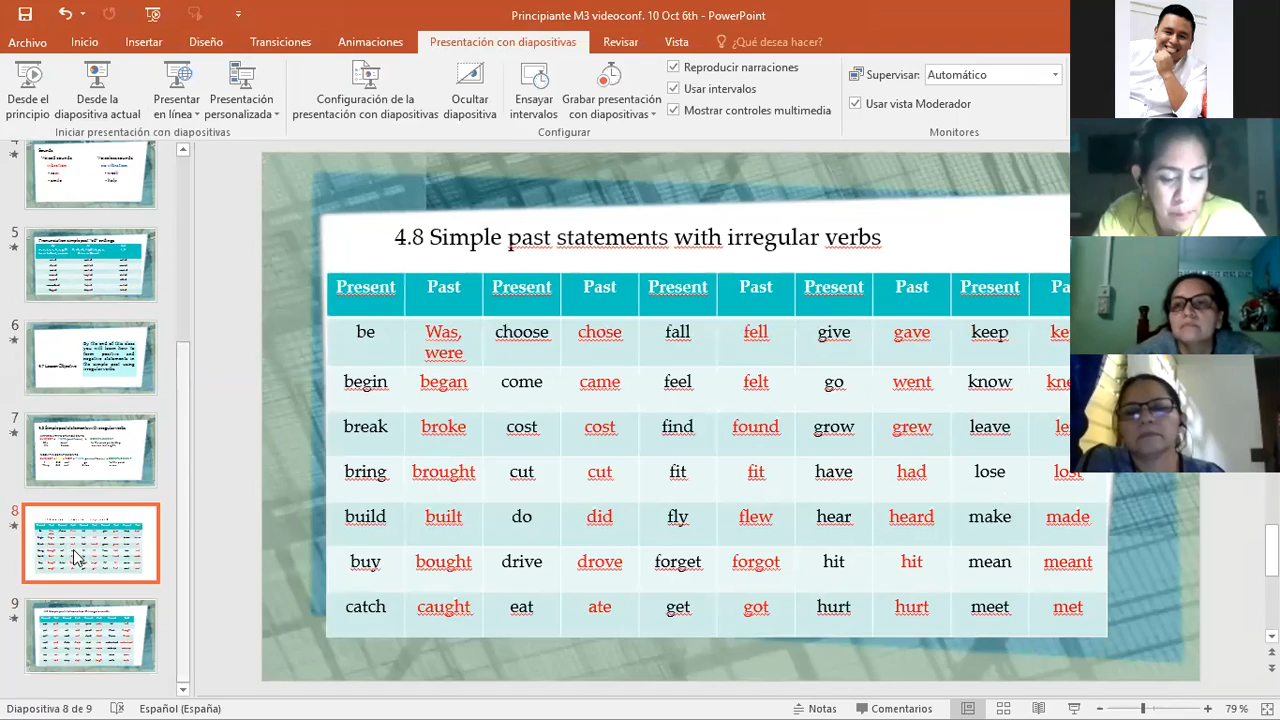 Principiante M3 videoconf. 10 Oct 6th - PowerPoint
Archivo Inicio Insertar Diseño Transiciones Animaciones Presentación con diapositivas Revisar Vista ¿Qué desea hacer?
Desde el principio
Desde la diapositiva actual
Presentar en línea
Presentación personalizada
Iniciar presentación con diapositivas
Configuración de la presentación con diapositivas
Ocultar diapositiva
Ensayar intervalos
Grabar presentación con diapositivas
Reproducir narraciones
Usar intervalos
Mostrar controles multimedia
Configurar
Supervisar: Automático
Usar vista Moderador
Monitores
5
6
7
8
9
4.8 Simple past statements with irregular verbs
Present Past Present Past Present Past Present Past Present
be Was, were choose chose fall fell give gave keep
begin began come came feel felt go went know
break broke cost cost find found grow grew leave
bring brought cut cut fit fit have had lose lost
build built do did fly flew hear heard make made
buy bought drive drove forget forgot hit hit mean meant
catch caught eat ate get got hurt hurt meet met
Diapositiva 8 de 9 Español (España) Notas Comentarios 79 %